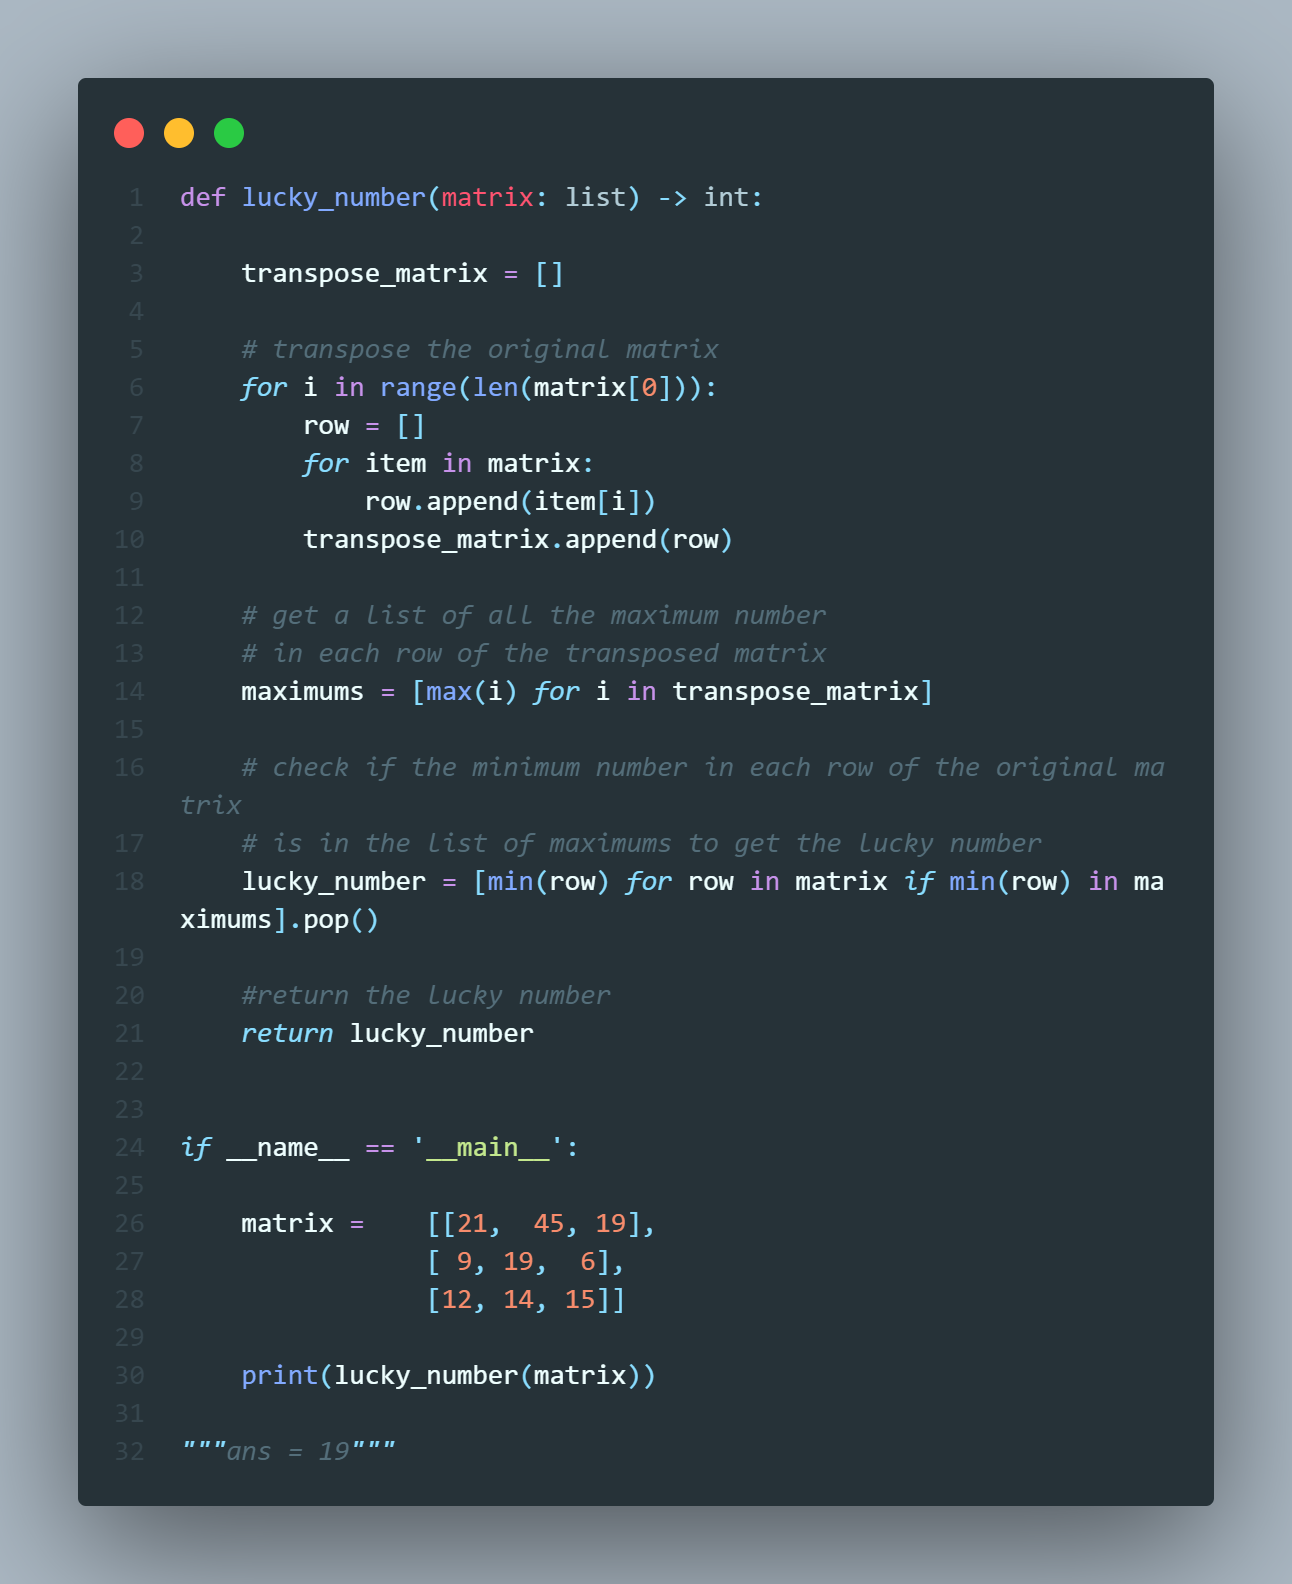 1 def lucky_number(matrix: list) -> int:
2
3     transpose_matrix = []
4
5     # transpose the original matrix
6     for i in range(len(matrix[0])):
7         row = []
8         for item in matrix:
9             row.append(item[i])
10         transpose_matrix.append(row)
11
12     # get a list of all the maximum number
13     # in each row of the transposed matrix
14     maximums = [max(i) for i in transpose_matrix]
15
16     # check if the minimum number in each row of the original ma
trix
17     # is in the list of maximums to get the lucky number
18     lucky_number = [min(row) for row in matrix if min(row) in ma
ximums].pop()
19
20     #return the lucky number
21     return lucky_number
22
23
24 if __name__ == '__main__':
25
26     matrix =    [[21,  45, 19],
27                 [ 9, 19,  6],
28                 [12, 14, 15]]
29
30     print(lucky_number(matrix))
31
32 """ans = 19"""